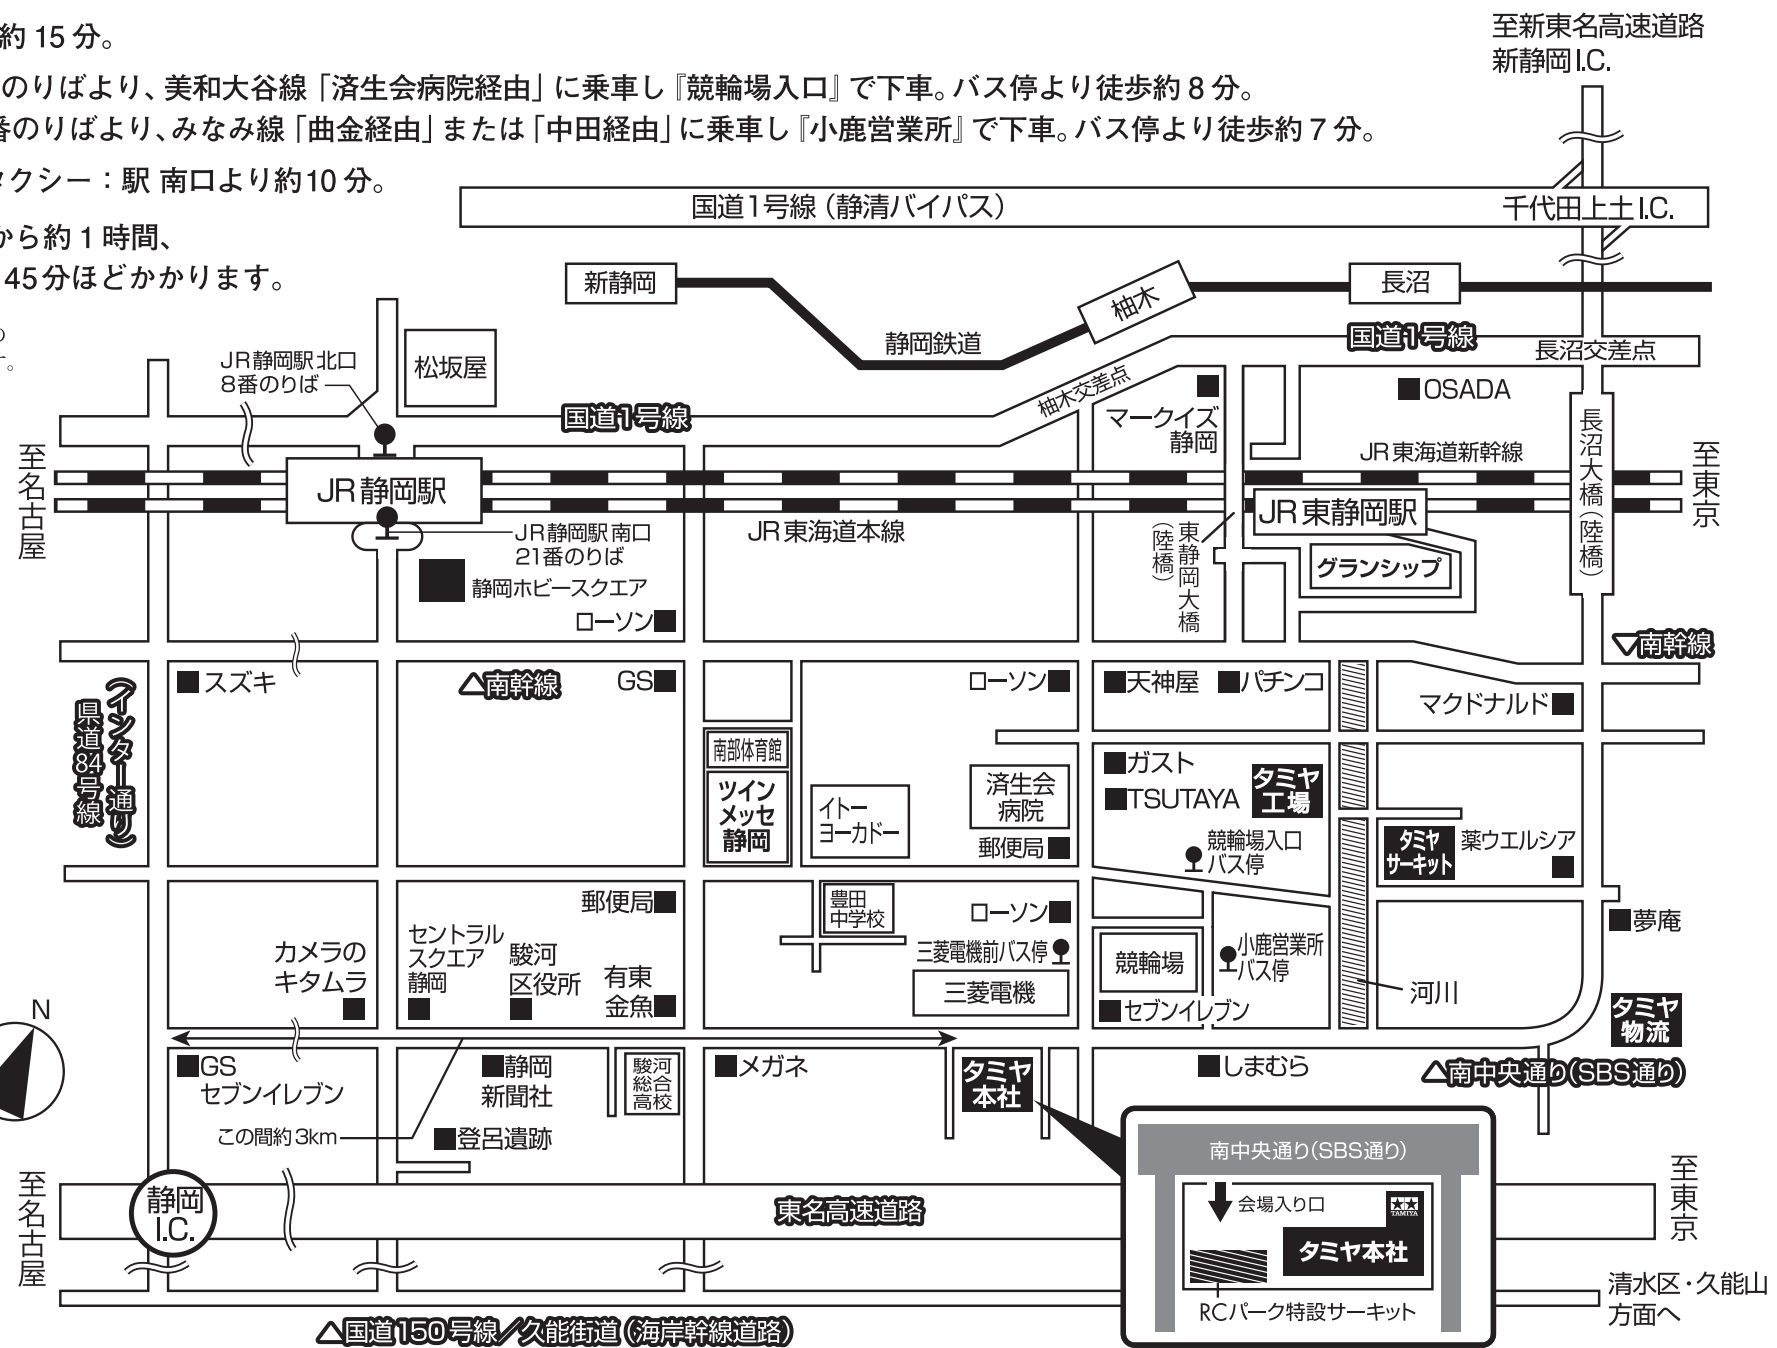 約15分。
のりばより、美和大谷線「済生会病院経由」に乗車し『競輪場入口』で下車。バス停より徒歩約8分。
番のりばより、みなみ線「曲金経由」または「中田経由」に乗車し『小鹿営業所』で下車。バス停より徒歩約7分。
タクシー：駅 南口より約10分。
から約1時間、
45分ほどかかります。
至新東名高速道路
新静岡I.C.
国道1号線（静清バイパス）
千代田上土I.C.
新静岡
柚木
長沼
静岡鉄道
国道1号線
長沼交差点
JR静岡駅北口
8番のりば
松坂屋
国道1号線
柚木交差点
マークイズ
静岡
OSADA
至名古屋
JR静岡駅
JR東海道新幹線
長沼大橋（陸橋）
至東京
JR静岡駅南口
21番のりば
JR東海道本線
東静岡大橋
（陸橋）
JR東静岡駅
グランシップ
静岡ホビースクエア
ローソン
△南幹線
▽南幹線
スズキ
GS
ローソン
天神屋
パチンコ
マクドナルド
県道84号線
（インター通り）
南部体育館
ツイン
メッセ
静岡
イトー
ヨーカドー
済生会
病院
郵便局
ガスト
TSUTAYA
タミヤ
工場
競輪場入口
バス停
タミヤ
サーキット
薬ウエルシア
郵便局
豊田
中学校
ローソン
三菱電機前バス停
三菱電機
競輪場
小鹿営業所
バス停
夢庵
河川
カメラの
キタムラ
セントラル
スクエア
静岡
駿河
区役所
有東
金魚
セブンイレブン
タミヤ
物流
N
GS
セブンイレブン
静岡
新聞社
駿河
総合
高校
メガネ
タミヤ
本社
しまむら
△南中央通り(SBS通り)
この間約3km
登呂遺跡
至名古屋
静岡
I.C.
東名高速道路
至東京
南中央通り(SBS通り)
会場入り口
TAMIYA
タミヤ本社
RCパーク特設サーキット
清水区・久能山
方面へ
△国道150号線／久能街道（海岸幹線道路）